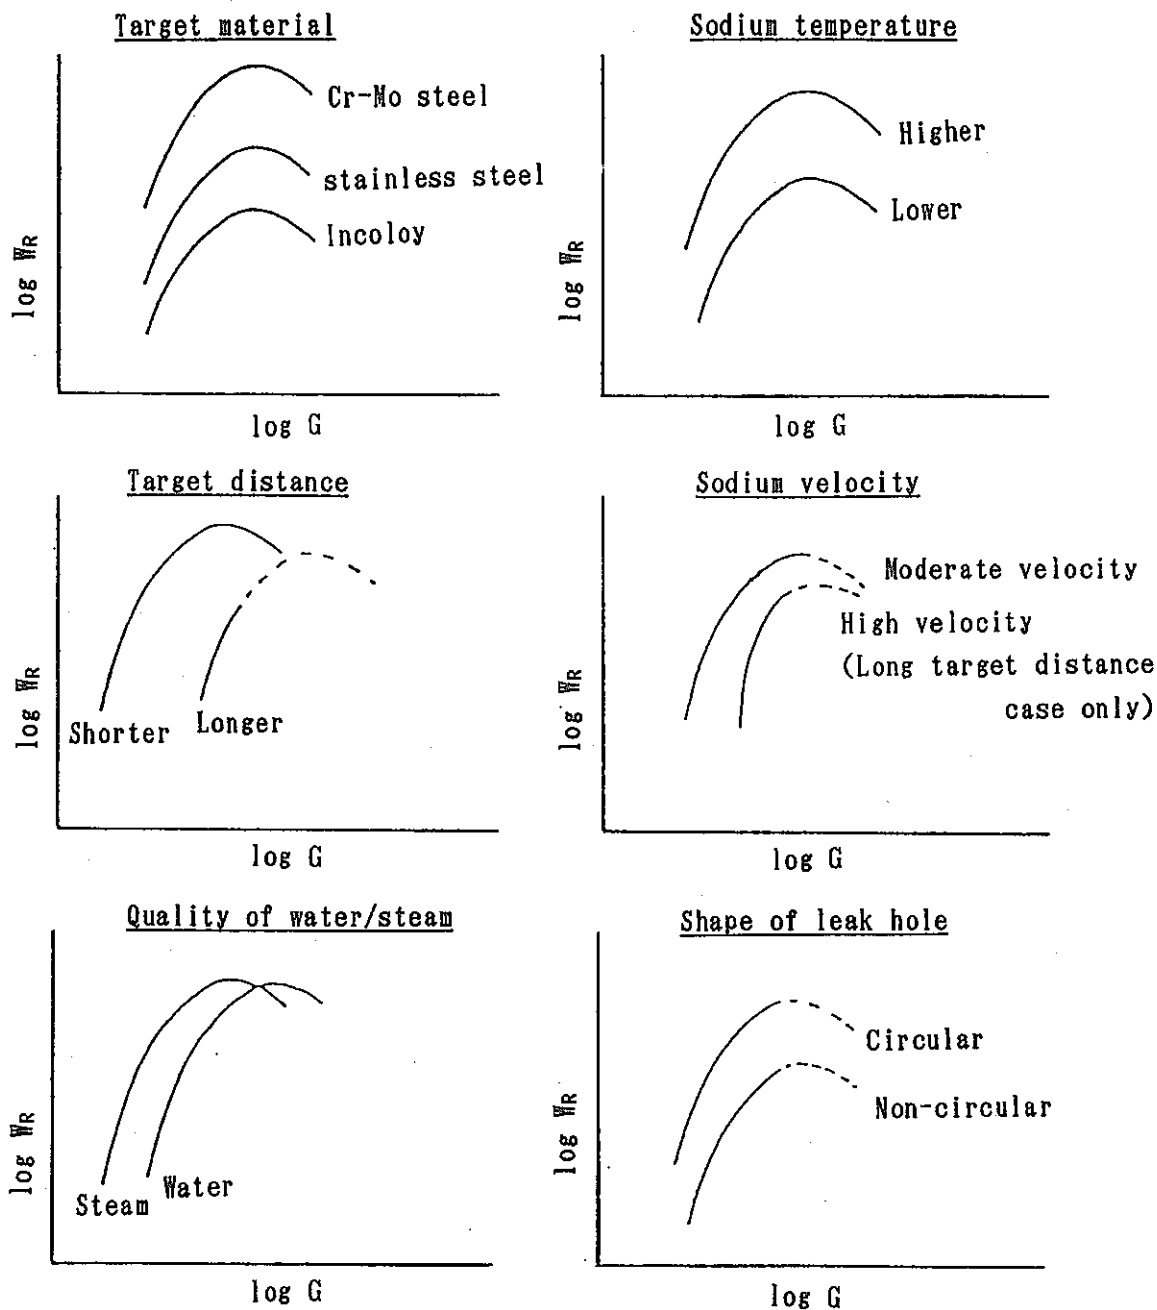 Target material
Cr-Mo steel
stainless steel
Incoloy
log WR
log G
Sodium temperature
Higher
Lower
log WR
log G
Target distance
Shorter
Longer
log WR
log G
Sodium velocity
Moderate velocity
High velocity
(Long target distance
case only)
log WR
log G
Quality of water/steam
Steam
Water
log WR
log G
Shape of leak hole
Circular
Non-circular
log WR
log G